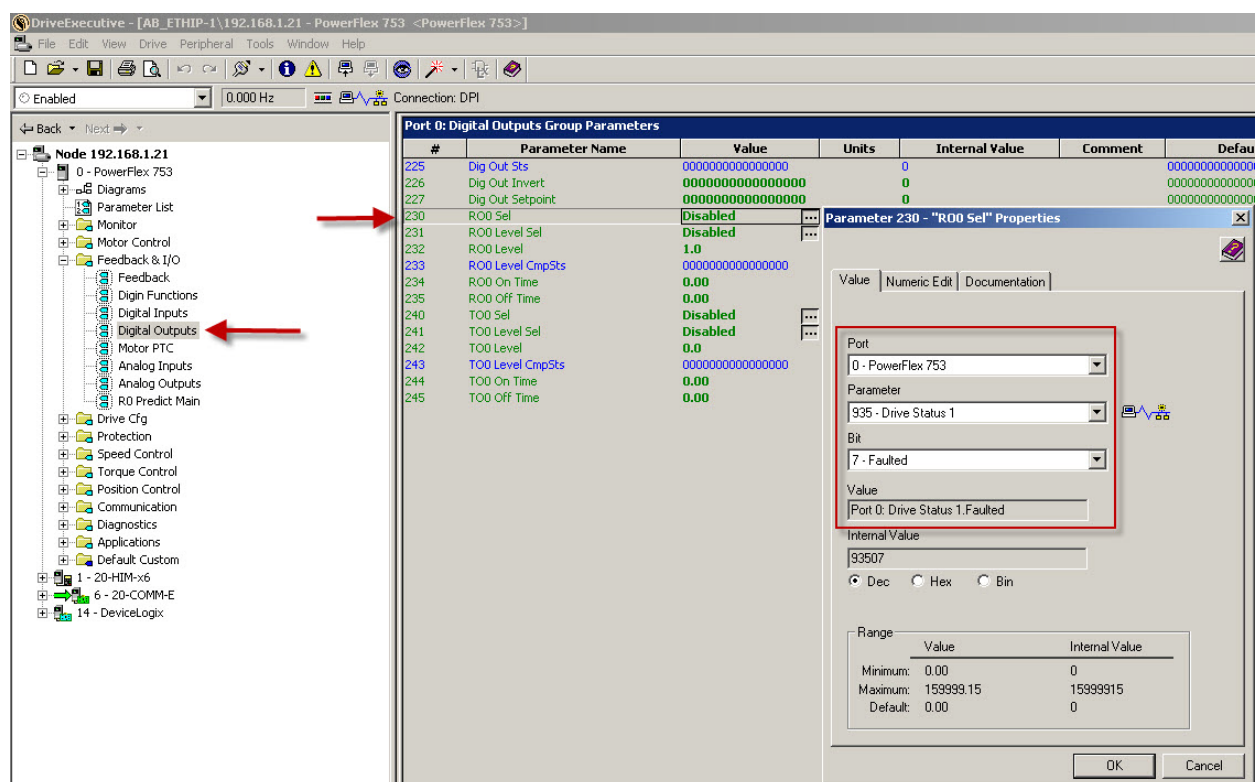 DriveExecutive - [AB_ETHIP-1\192.168.1.21 - PowerFlex 753 <PowerFlex 753>]
File Edit View Drive Peripheral Tools Window Help
Enabled 0.000 Hz Connection: DPI
Back Next
Node 192.168.1.21
0 - PowerFlex 753
Diagrams
Parameter List
Monitor
Motor Control
Feedback & I/O
Feedback
Digin Functions
Digital Inputs
Digital Outputs
Motor PTC
Analog Inputs
Analog Outputs
R0 Predict Main
Drive Cfg
Protection
Speed Control
Torque Control
Position Control
Communication
Diagnostics
Applications
Default Custom
1 - 20-HIM-x6
6 - 20-COMM-E
14 - DeviceLogix
Port 0: Digital Outputs Group Parameters
# Parameter Name Value Units Internal Value Comment Defau
225 Dig Out Sts 0000000000000000 0 0000000000000
226 Dig Out Invert 0000000000000000 0 0000000000000
227 Dig Out Setpoint 0000000000000000 0 0000000000000
230 RO0 Sel Disabled ...
231 RO0 Level Sel Disabled ...
232 RO0 Level 1.0
233 RO0 Level CmpSts 0000000000000000
234 RO0 On Time 0.00
235 RO0 Off Time 0.00
240 TO0 Sel Disabled ...
241 TO0 Level Sel Disabled ...
242 TO0 Level 0.0
243 TO0 Level CmpSts 0000000000000000
244 TO0 On Time 0.00
245 TO0 Off Time 0.00
Parameter 230 - "RO0 Sel" Properties
Value Numeric Edit Documentation
Port
0 - PowerFlex 753
Parameter
935 - Drive Status 1
Bit
7 - Faulted
Value
Port 0: Drive Status 1.Faulted
Internal Value
93507
Dec Hex Bin
Range
Value Internal Value
Minimum: 0.00 0
Maximum: 159999.15 15999915
Default: 0.00 0
OK Cancel